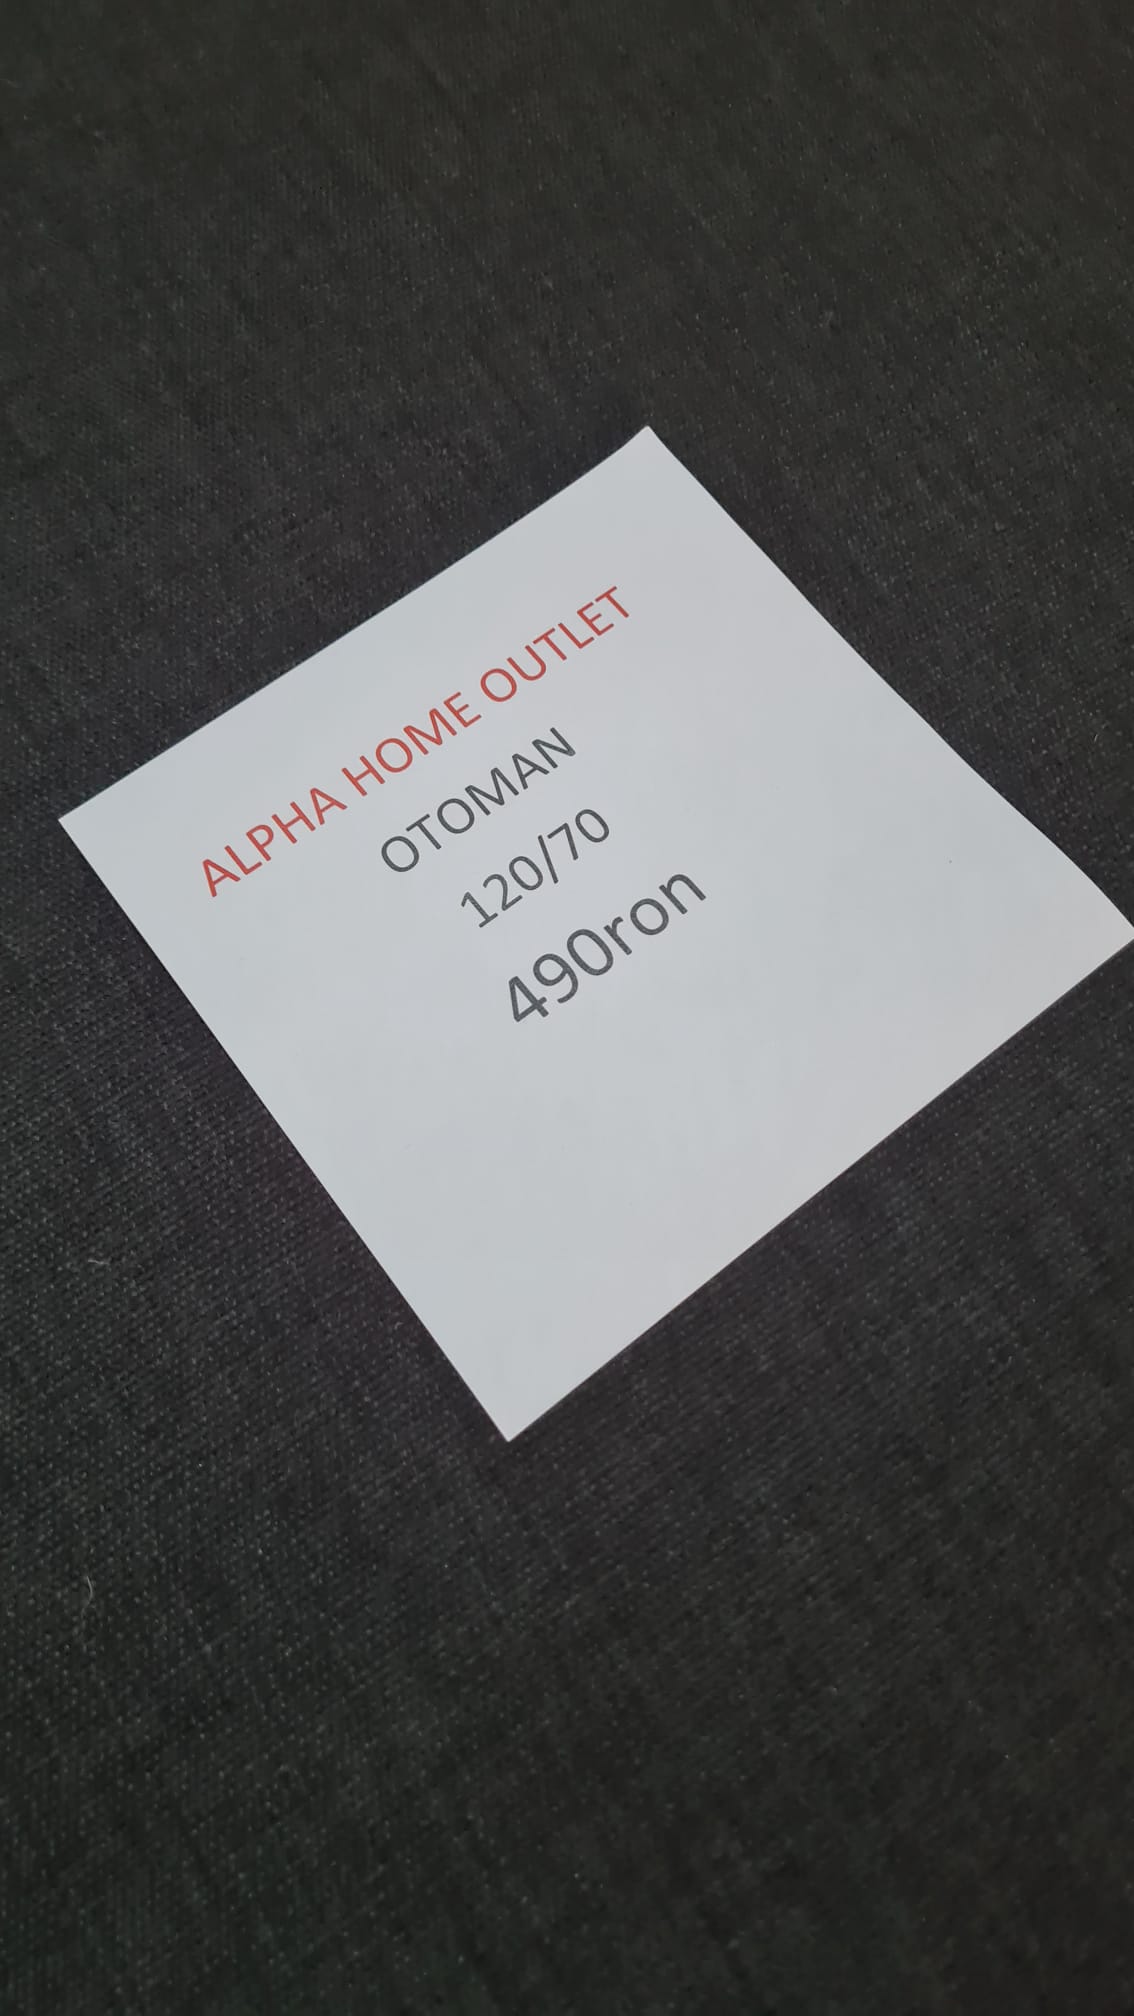 ALPHA HOME OUTLET
OTOMAN
120/70
490ron